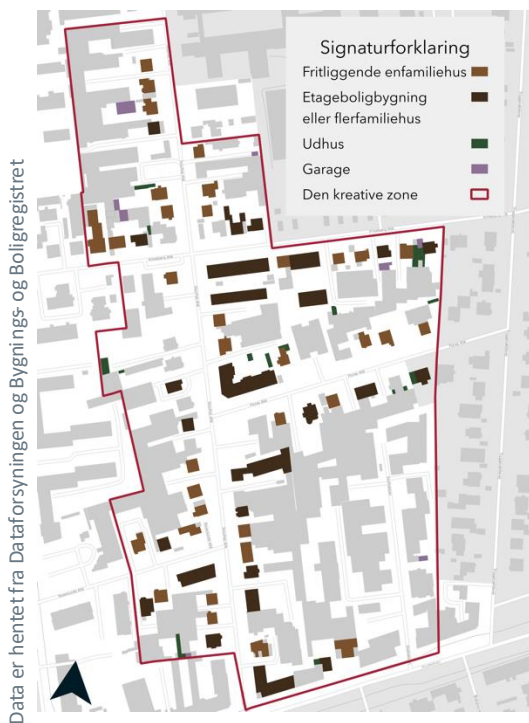 Signaturforklaring
Fritliggende enfamiliehus
Etageboligbygning
eller flerfamiliehus
Udhus
Garage
Den kreative zone
Data er hentet fra Dataforsyningen og Bygnings- og Boligregistret